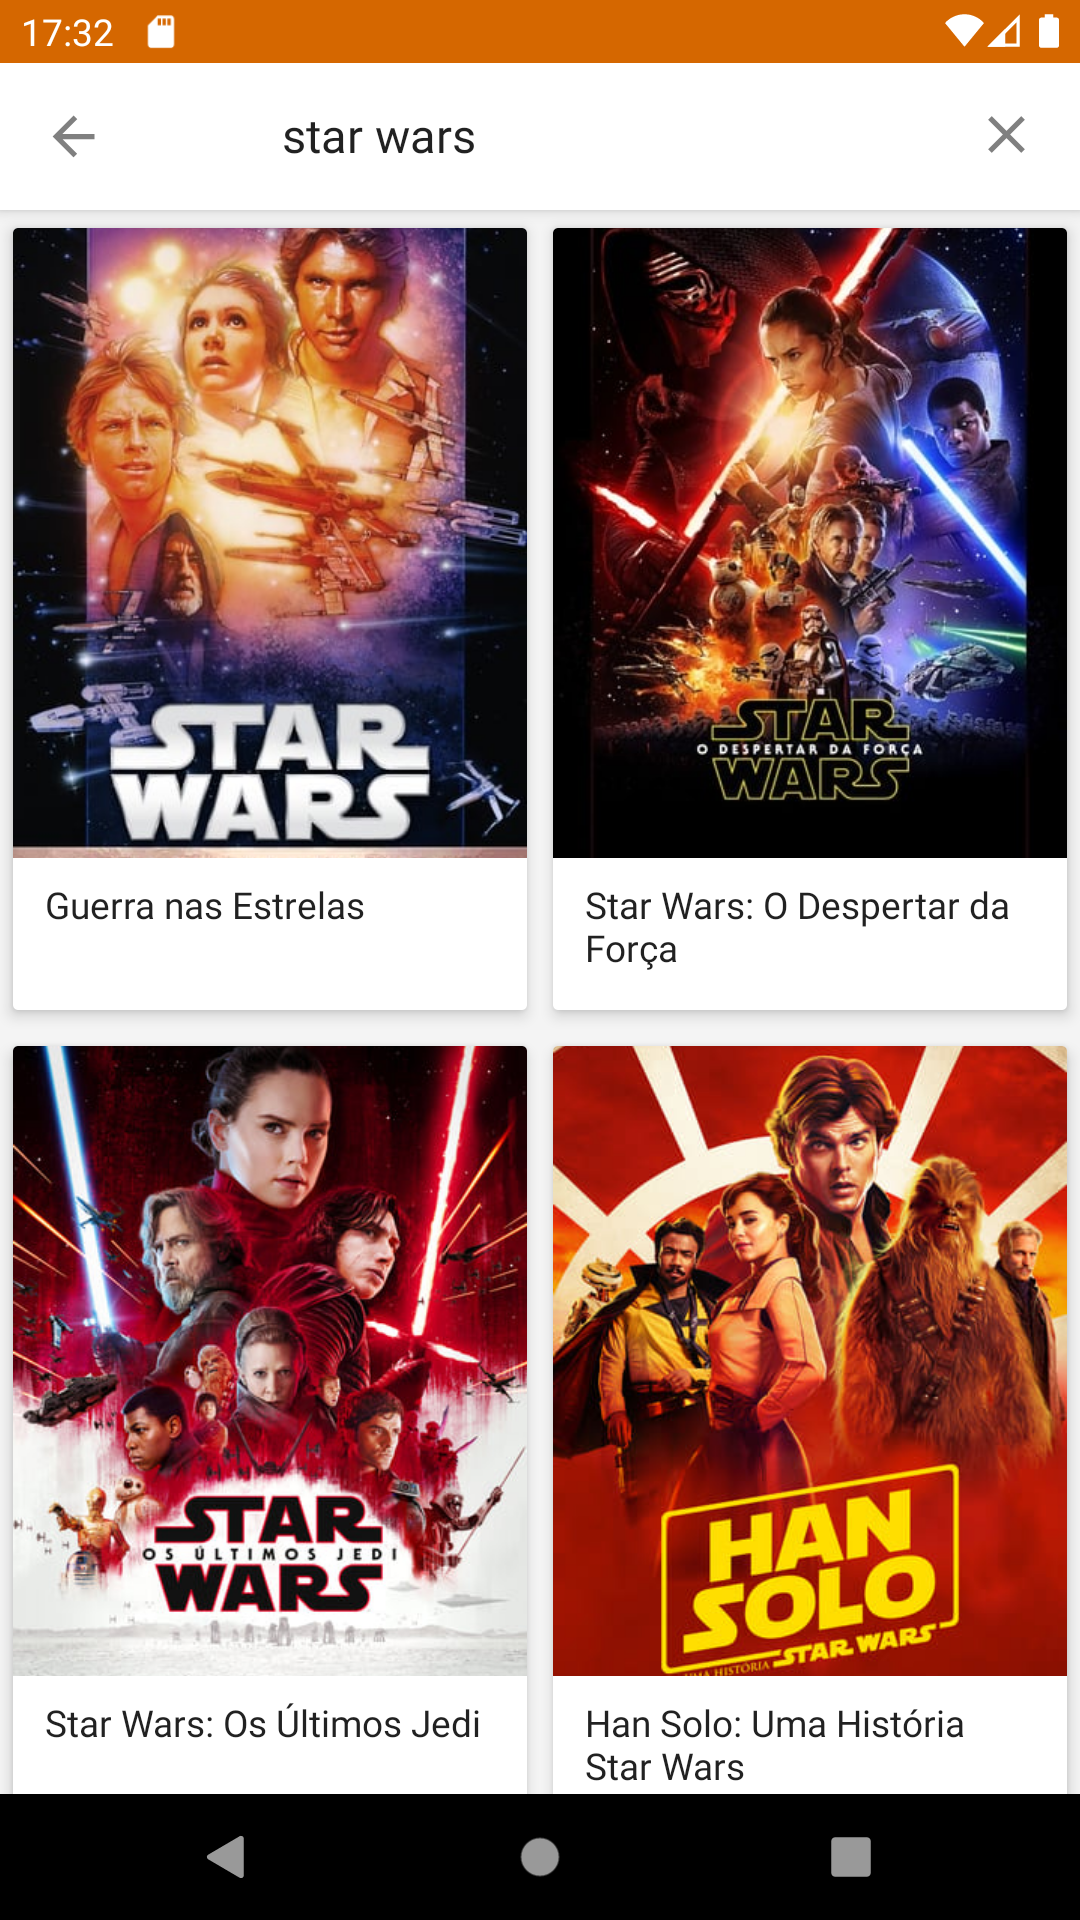 17:32
star wars
STAR
WARS
Guerra nas Estrelas
STAR
O DESPERTAR DA FORÇA
WARS
Star Wars: O Despertar da
Força
STAR
OS ÚLTIMOS JEDI
WARS
Star Wars: Os Últimos Jedi
HAN
SOLO
UMA HISTÓRIA STAR WARS
Han Solo: Uma História
Star Wars